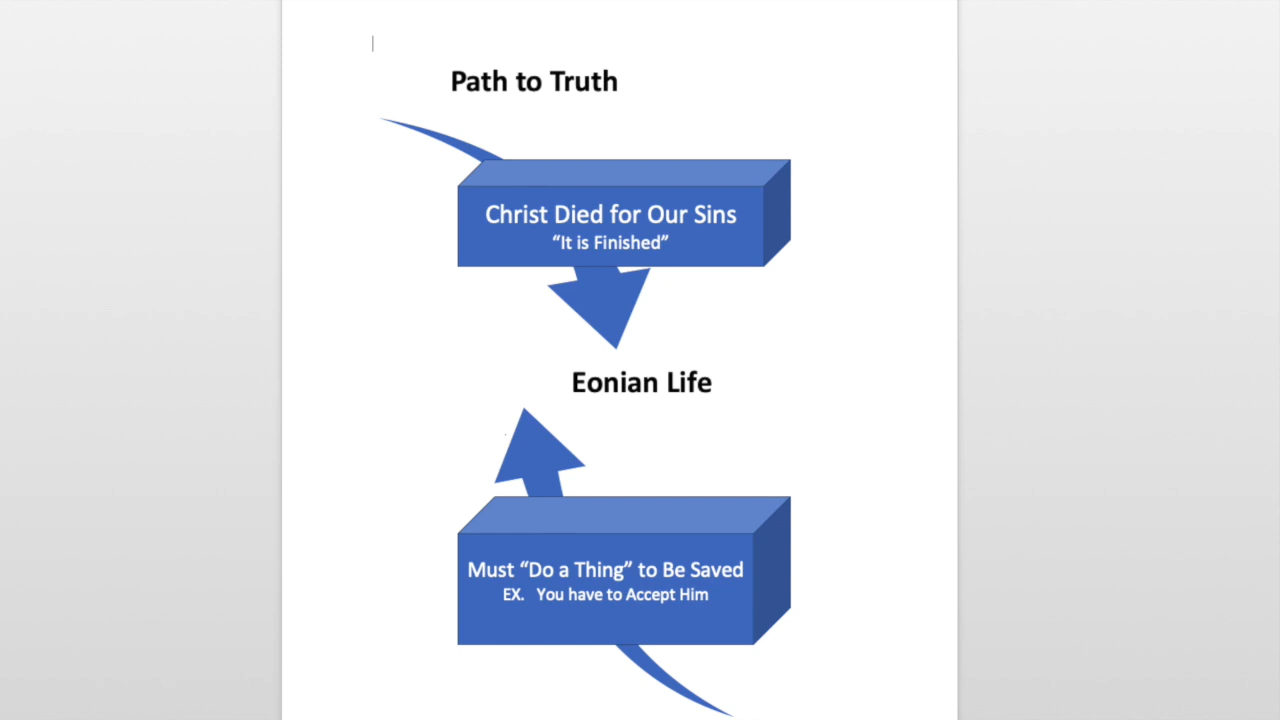 Path to Truth
Christ Died for Our Sins
“It is Finished”
Eonian Life
Must “Do a Thing” to Be Saved
EX. You have to Accept Him